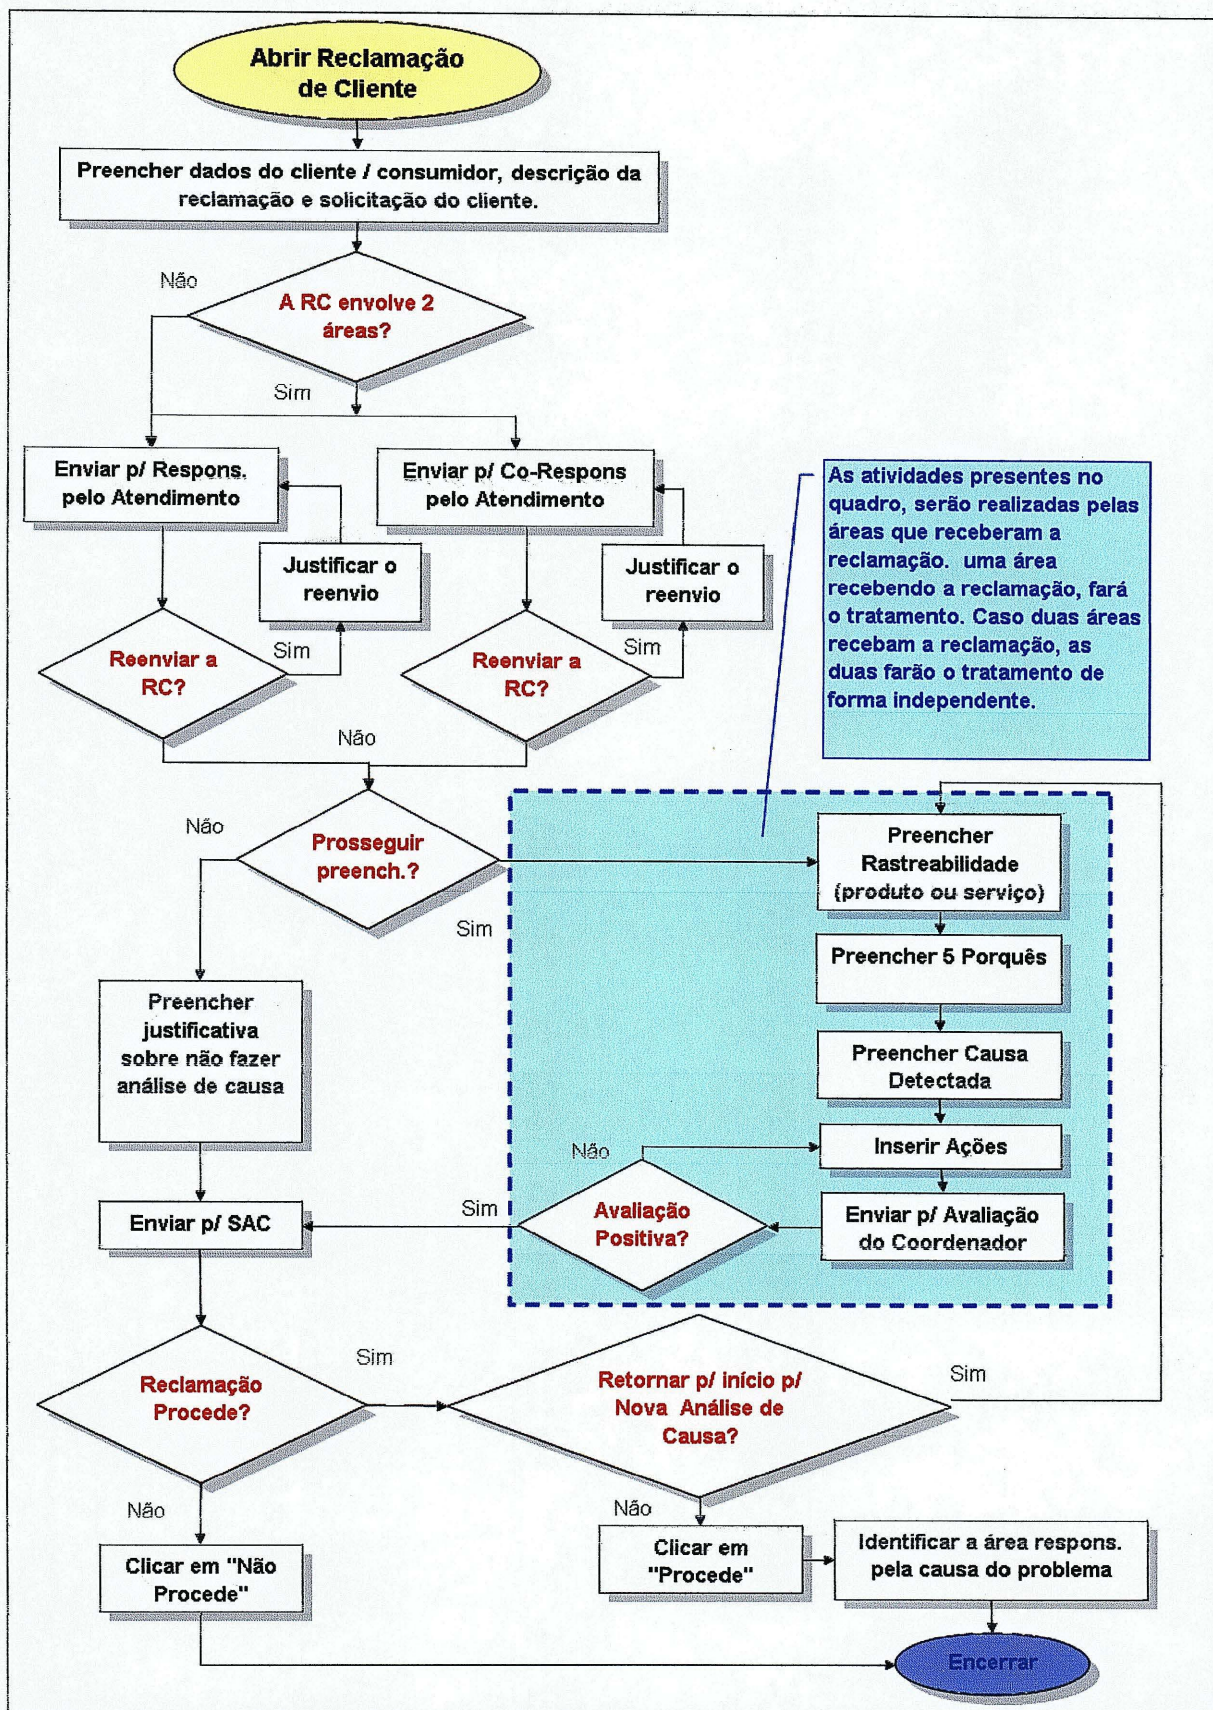 Abrir Reclamação
de Cliente
Preencher dados do cliente / consumidor, descrição da
reclamação e solicitação do cliente.
Não
A RC envolve 2
áreas?
Sim
Enviar p/ Respons.
pelo Atendimento
Enviar p/ Co-Respons
pelo Atendimento
As atividades presentes no
quadro, serão realizadas pelas
áreas que receberam a
reclamação. uma área
recebendo a reclamação, fará
o tratamento. Caso duas áreas
recebam a reclamação, as
duas farão o tratamento de
forma independente.
Justificar o
reenvio
Justificar o
reenvio
Reenviar a
RC?
Sim
Reenviar a
RC?
Sim
Não
Não
Prosseguir
preench.?
Sim
Preencher
Rastreabilidade
(produto ou serviço)
Preencher 5 Porquês
Preencher
justificativa
sobre não fazer
análise de causa
Preencher Causa
Detectada
Não
Inserir Ações
Enviar p/ SAC
Sim
Avaliação
Positiva?
Enviar p/ Avaliação
do Coordenador
Reclamação
Procede?
Sim
Retornar p/ início p/
Nova Análise de
Causa?
Sim
Não
Não
Clicar em "Não
Procede"
Clicar em
"Procede"
Identificar a área respons.
pela causa do problema
Encerrar